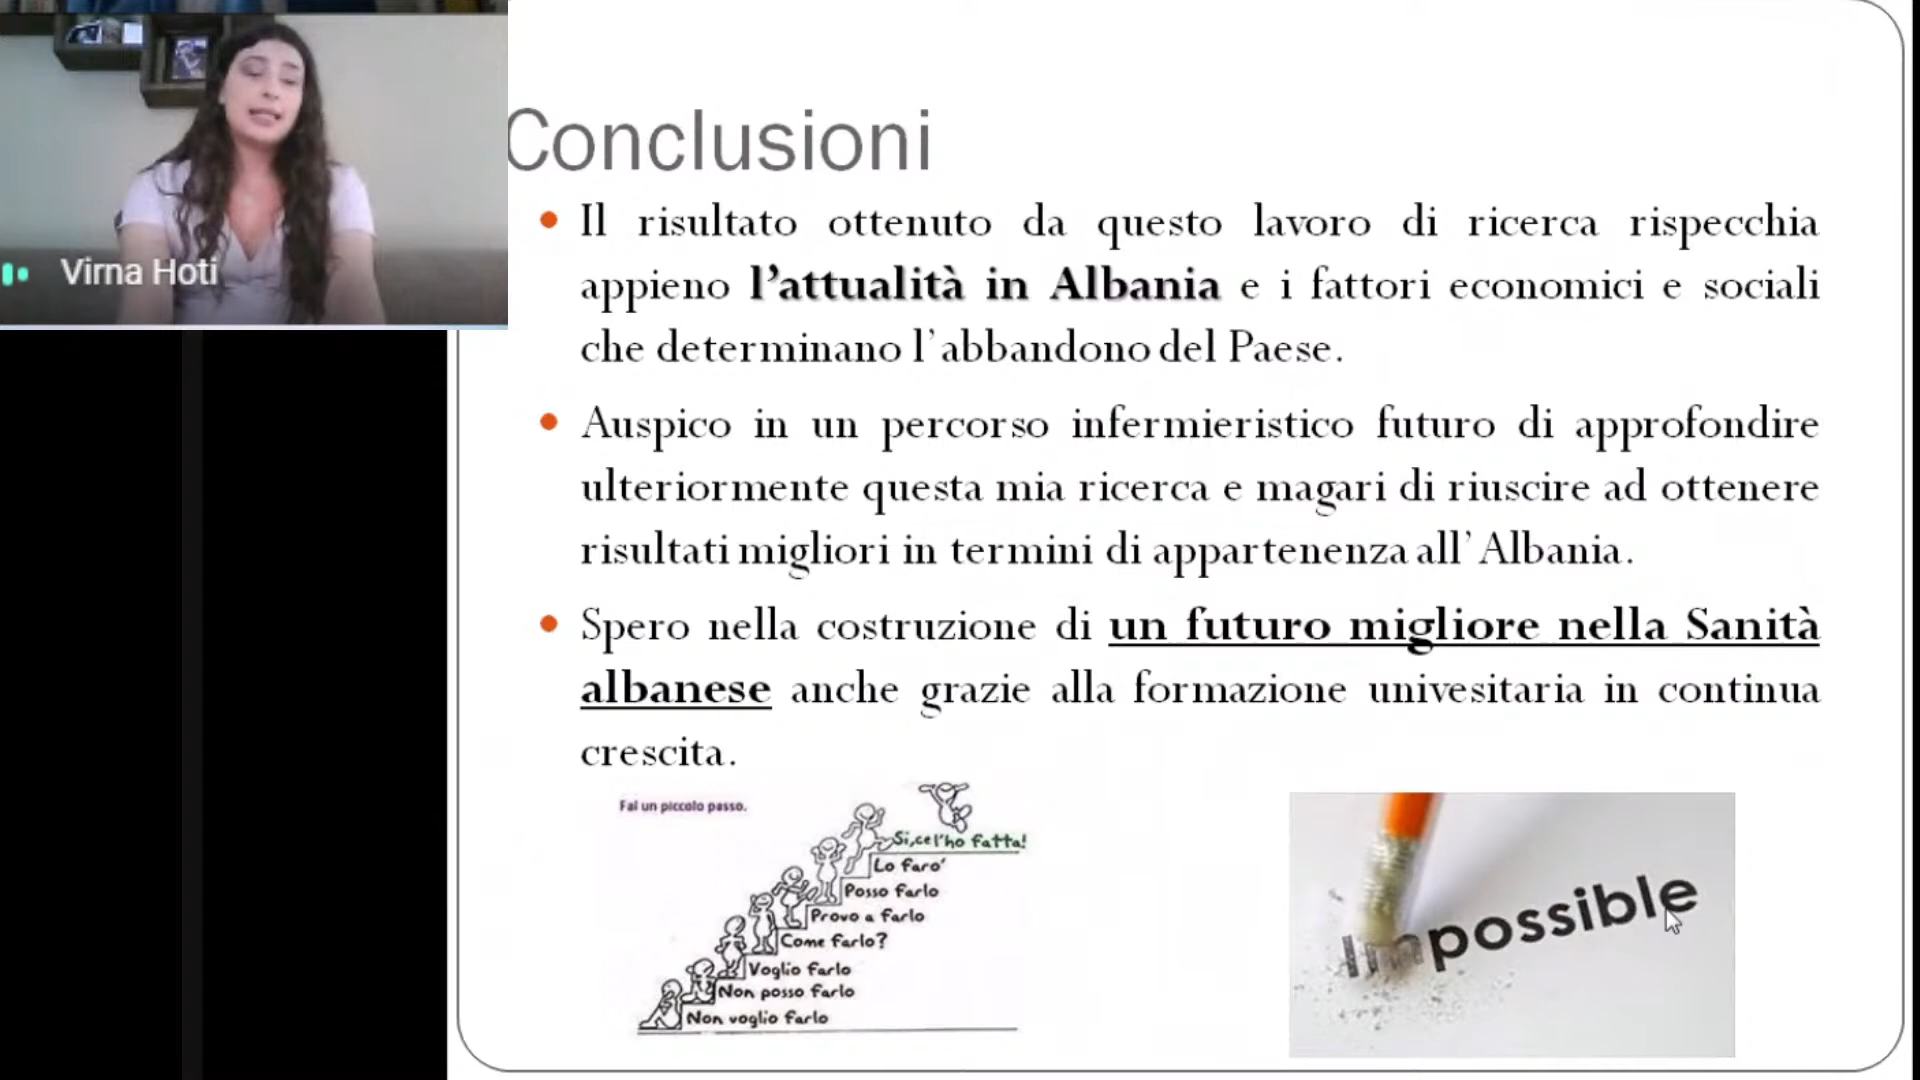 Virna Hoti
Conclusioni
Il risultato ottenuto da questo lavoro di ricerca rispecchia
appieno l'attualità in Albania e i fattori economici e sociali
che determinano l'abbandono del Paese.
Auspico in un percorso infermieristico futuro di approfondire
ulteriormente questa mia ricerca e magari di riuscire ad ottenere
risultati migliori in termini di appartenenza all'Albania.
Spero nella costruzione di un futuro migliore nella Sanità
albanese anche grazie alla formazione univesitaria in continua
crescita.
Fai un piccolo passo.
Si,ce l'ho fatta!
Lo faro'
Posso farlo
Provo a farlo
Come farlo?
Voglio farlo
Non posso farlo
Non voglio farlo
Impossible